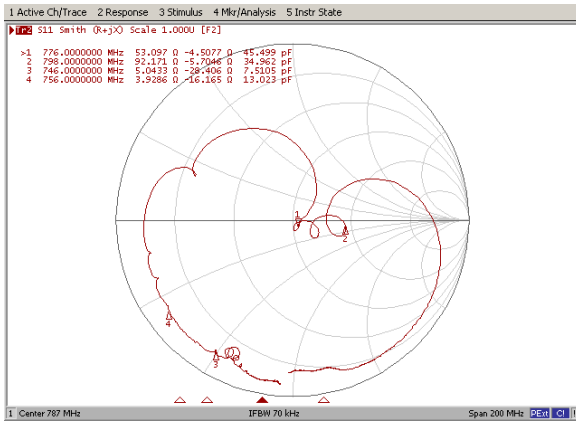 1 Active Ch/Trace  2 Response  3 Stimulus  4 Mkr/Analysis  5 Instr State
Tr2 S11 Smith (R+jX) Scale 1.000U [F2]
>1 776.0000000 MHz 53.097 Ω -4.5077 Ω 45.499 pF
2 798.0000000 MHz 92.171 Ω -5.7046 Ω 34.962 pF
3 746.0000000 MHz 5.0433 Ω -28.406 Ω 7.5105 pF
4 756.0000000 MHz 3.9286 Ω -16.165 Ω 13.023 pF
1
2
4
3
1 Center 787 MHz IFBW 70 kHz Span 200 MHz PExt C!